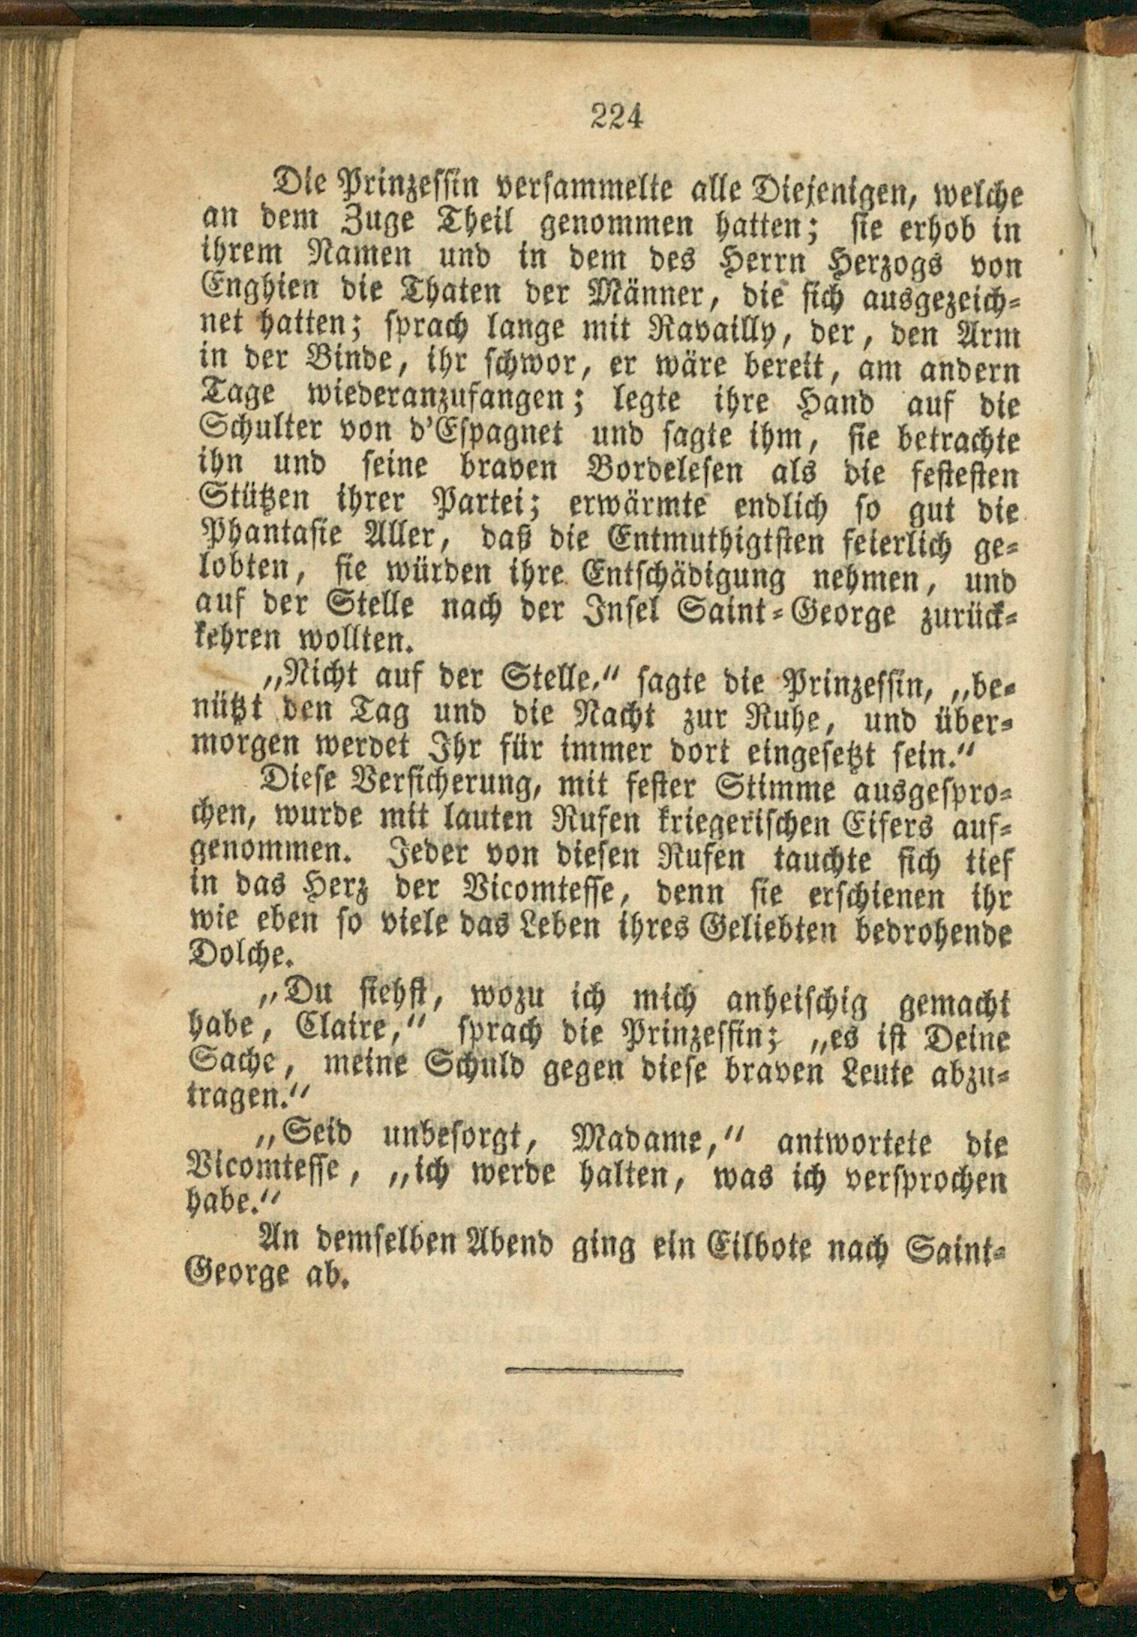 224
Die Prinzessin versammelte alle Diejenigen, welche
an dem Zuge Theil genommen hatten; sie erhob in
ihrem Namen und in dem des Herrn Herzogs von
Enghien die Thaten der Männer, die sich ausgezeich-
net hatten; sprach lange mit Ravailly, der, den Arm
in der Binde, ihr schwor, er wäre bereit, am andern
Tage wiederanzufangen; legte ihre Hand auf die
Schulter von d'Espagnet und sagte ihm, sie betrachte
ihn und seine braven Bordelesen als die festesten
Stützen ihrer Partei; erwärmte endlich so gut die
Phantasie Aller, daß die Entmuthigtsten feierlich ge-
lobten, sie würden ihre Entschädigung nehmen, und
auf der Stelle nach der Insel Saint-George zurück-
kehren wollten.
„Nicht auf der Stelle," sagte die Prinzessin, „be-
nützt den Tag und die Nacht zur Ruhe, und über-
morgen werdet Ihr für immer dort eingesetzt sein."
Diese Versicherung, mit fester Stimme ausgespro-
chen, wurde mit lauten Rufen kriegerischen Eifers auf-
genommen. Jeder von diesen Rufen tauchte sich tief
in das Herz der Vicomtesse, denn sie erschienen ihr
wie eben so viele das Leben ihres Geliebten bedrohende
Dolche.
„Du siehst, wozu ich mich anheischig gemacht
habe, Claire," sprach die Prinzessin; „es ist Deine
Sache, meine Schuld gegen diese braven Leute abzu-
tragen."
„Seid unbesorgt, Madame," antwortete die
Vicomtesse, „ich werde halten, was ich versprochen
habe."
An demselben Abend ging ein Eilbote nach Saint-
George ab.